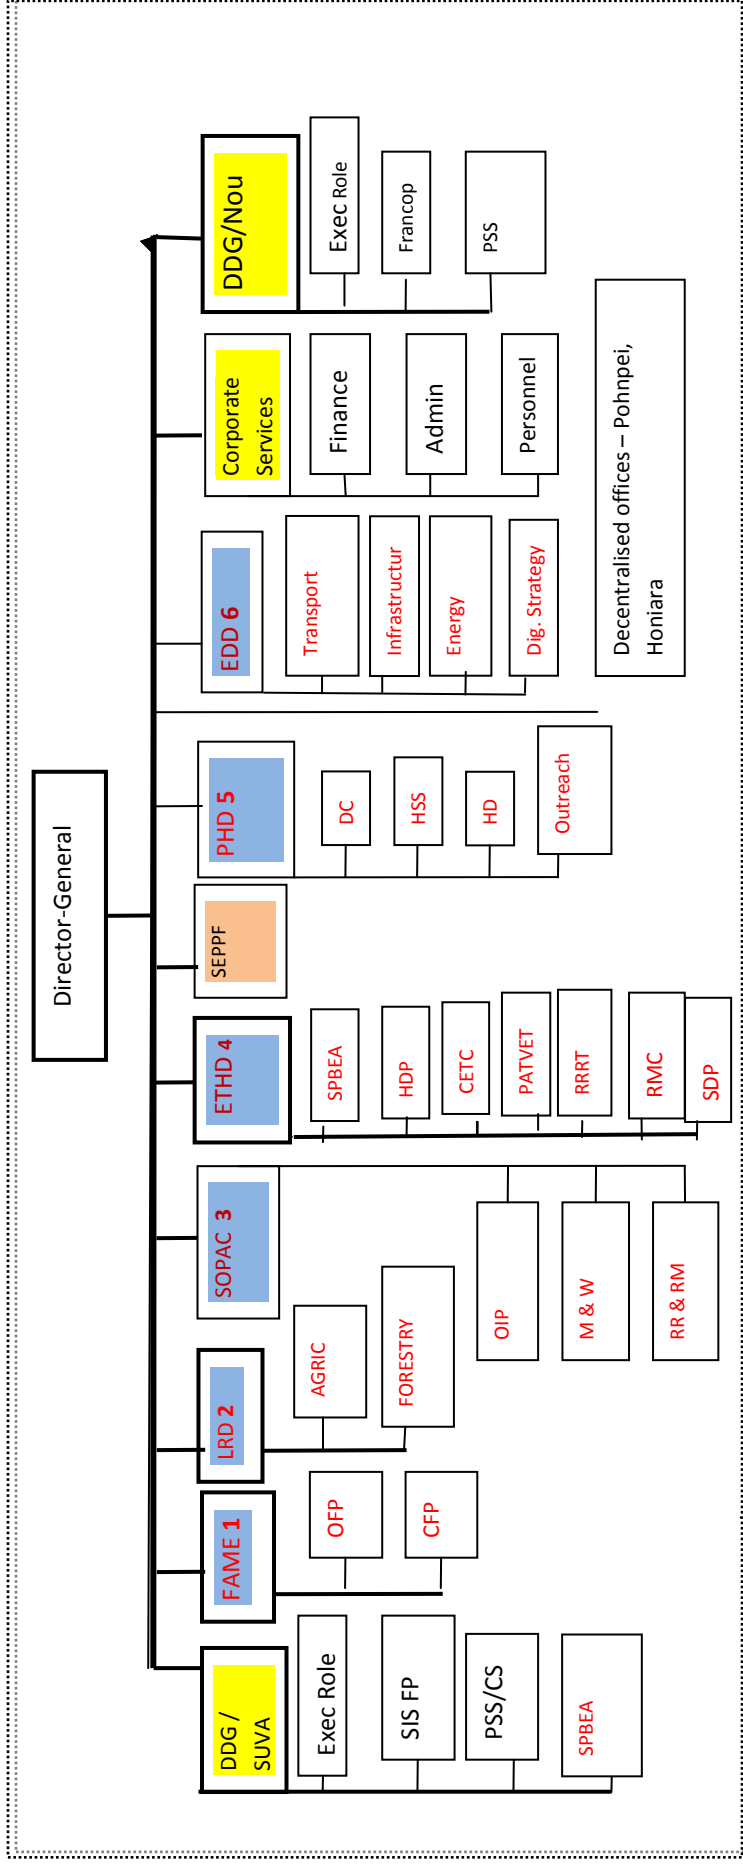 Director-General
DDG /
SUVA
Exec Role
SIS FP
PSS/CS
SPBEA
FAME 1
OFP
CFP
LRD 2
AGRIC
FORESTRY
SOPAC 3
OIP
M & W
RR & RM
ETHD 4
SPBEA
HDP
CETC
PATVET
RRRT
RMC
SDP
SEPPF
PHD 5
DC
HSS
HD
Outreach
EDD 6
Transport
Infrastructur
Energy
Dig. Strategy
Corporate
Services
Finance
Admin
Personnel
DDG/Nou
Exec Role
Francop
PSS
Decentralised offices – Pohnpei,
Honiara